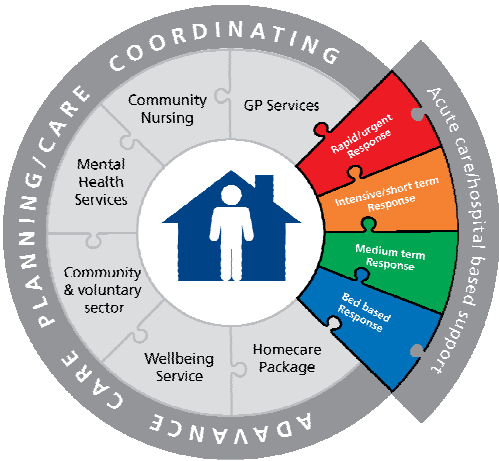 ADAVANCE CARE PLANNING/CARE COORDINATING
Acute care/hospital based support
GP Services
Rapid/urgent
Response
Intensive/short term
Response
Medium term
Response
Bed based
Response
Homecare
Package
Wellbeing
Service
Community
& voluntary
sector
Mental
Health
Services
Community
Nursing